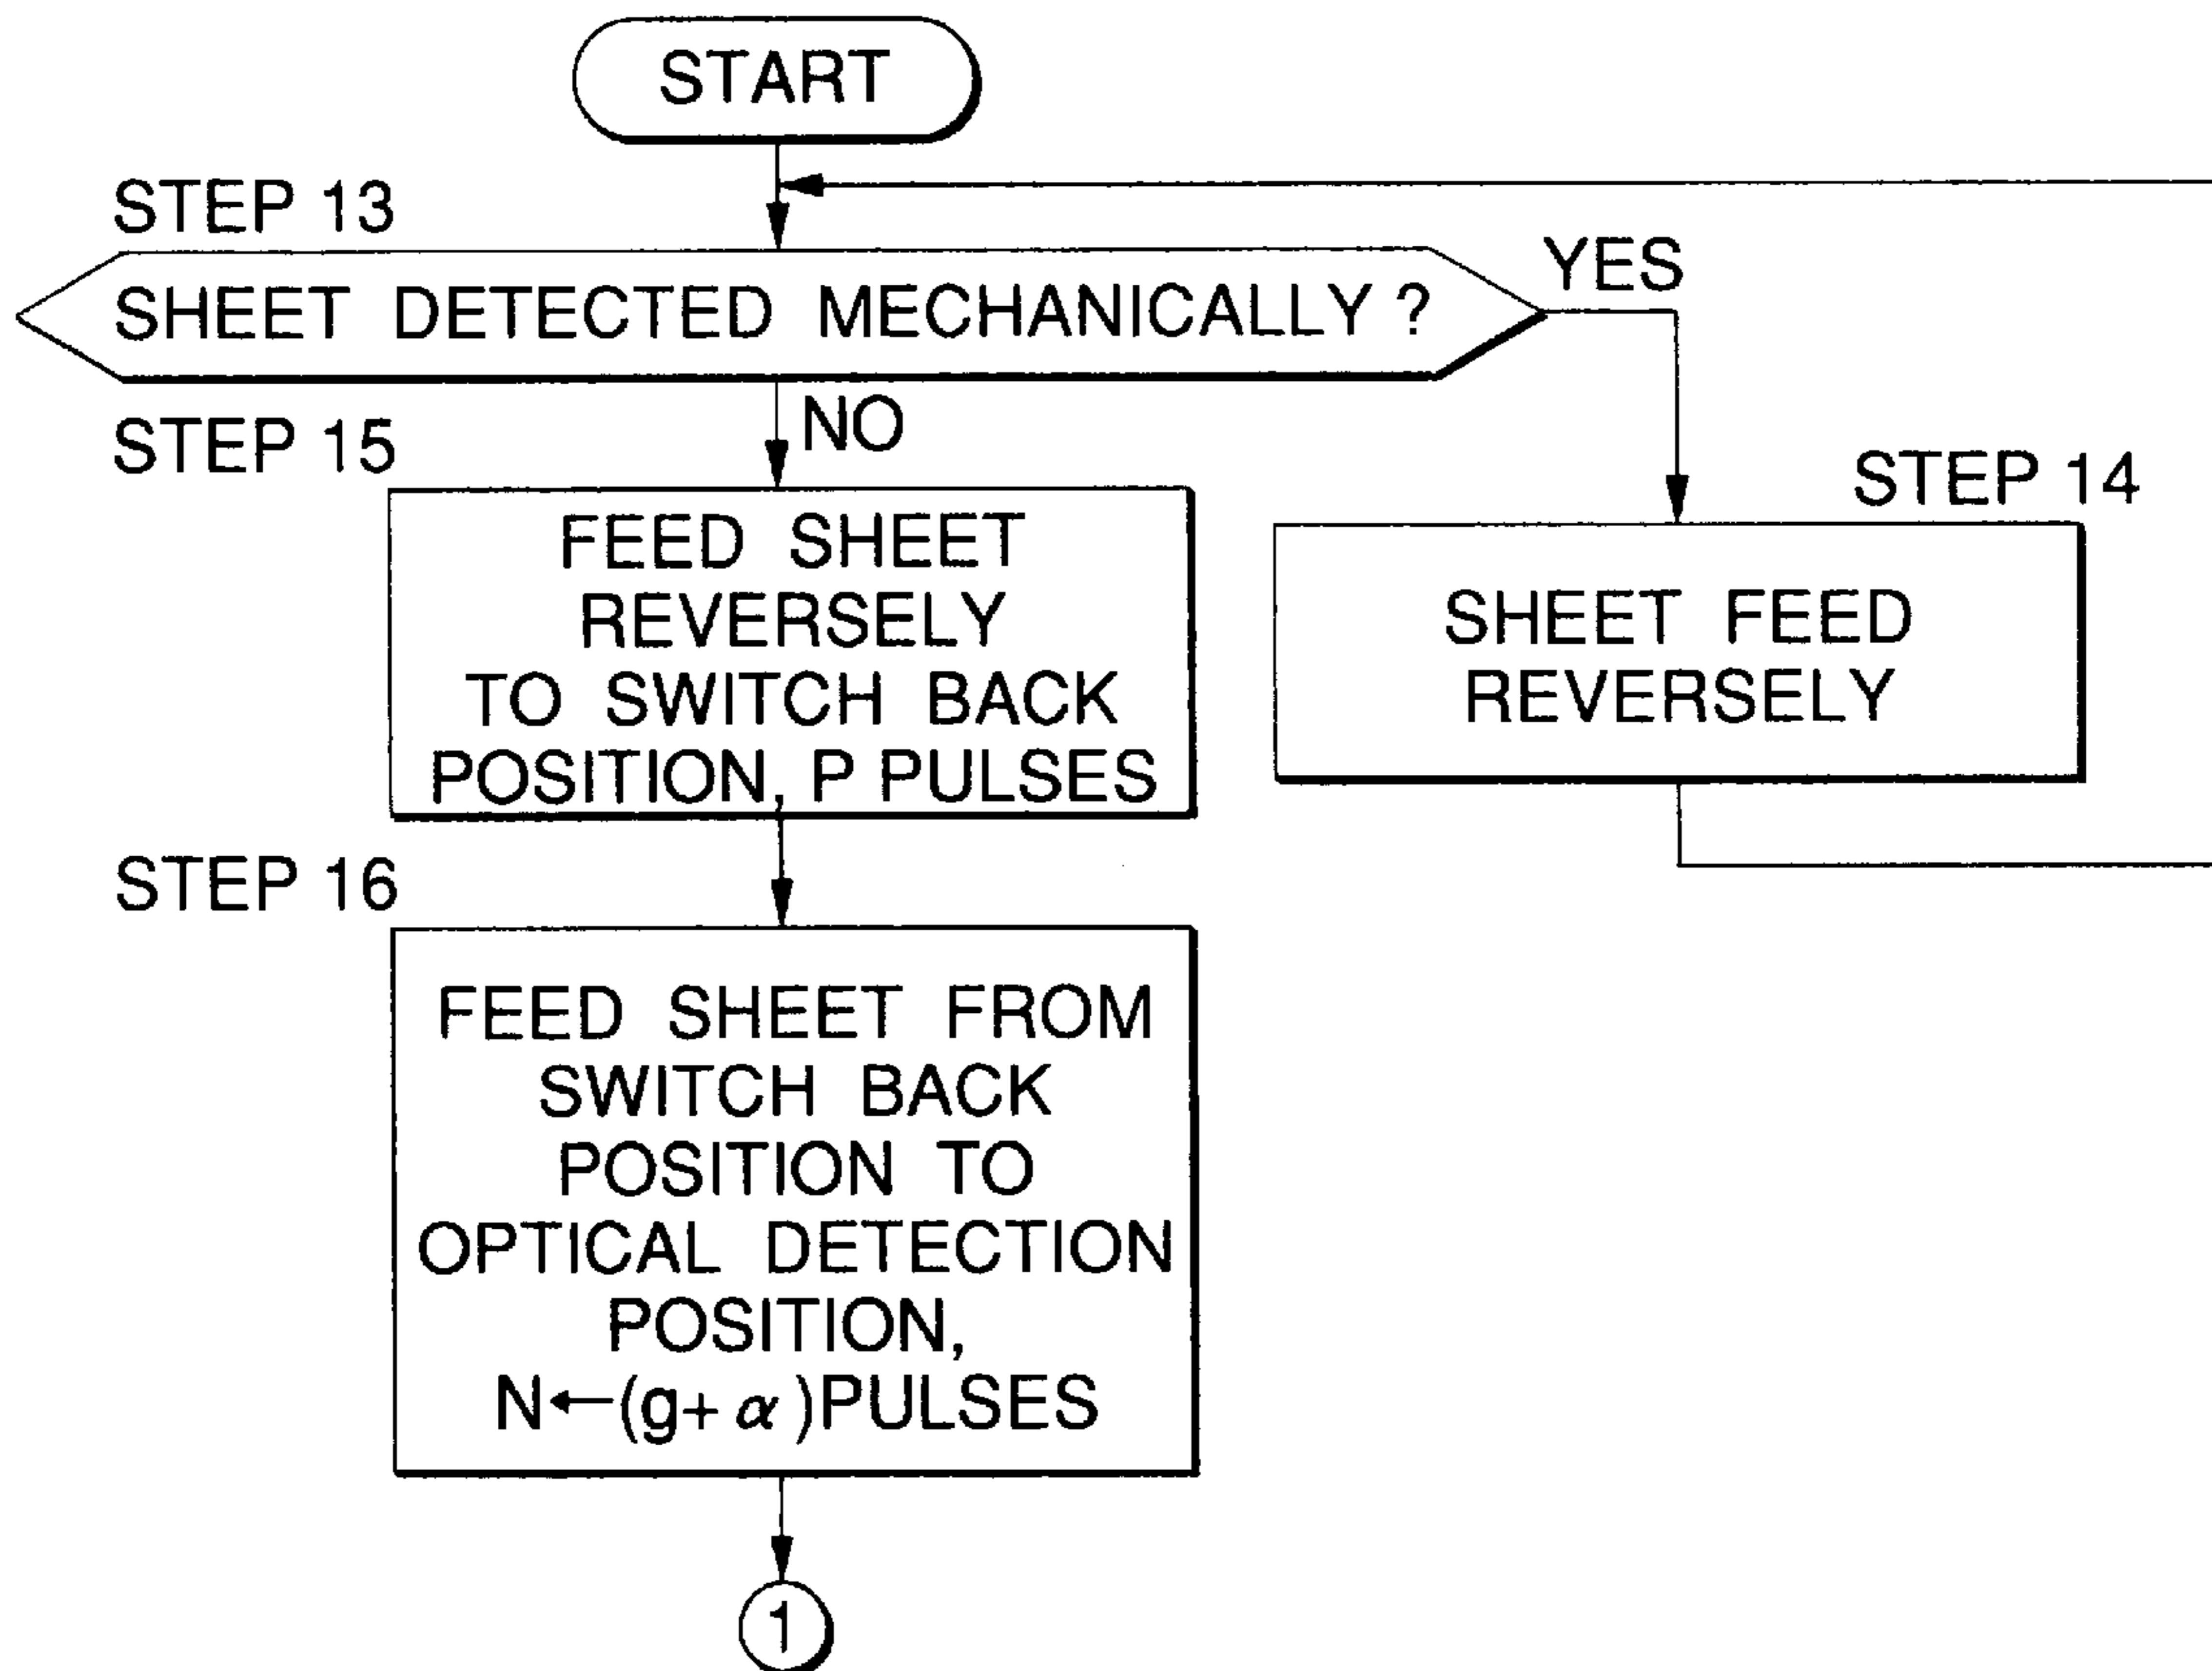 START
STEP 13
SHEET DETECTED MECHANICALLY ?
YES
NO
STEP 15
FEED SHEET
REVERSELY
TO SWITCH BACK
POSITION, P PULSES
STEP 14
SHEET FEED
REVERSELY
STEP 16
FEED SHEET FROM
SWITCH BACK
POSITION TO
OPTICAL DETECTION
POSITION,
N←(g+ α )PULSES
1